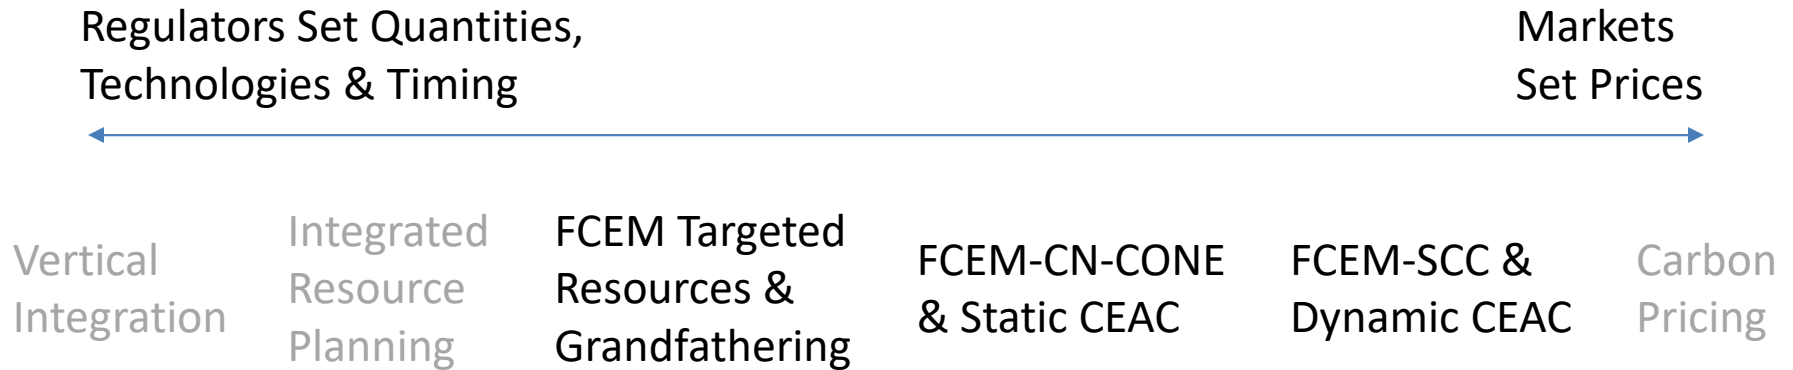 Regulators Set Quantities,
Technologies & Timing
Markets
Set Prices
Vertical
Integration
Integrated
Resource
Planning
FCEM Targeted
Resources &
Grandfathering
FCEM-CN-CONE
& Static CEAC
FCEM-SCC &
Dynamic CEAC
Carbon
Pricing